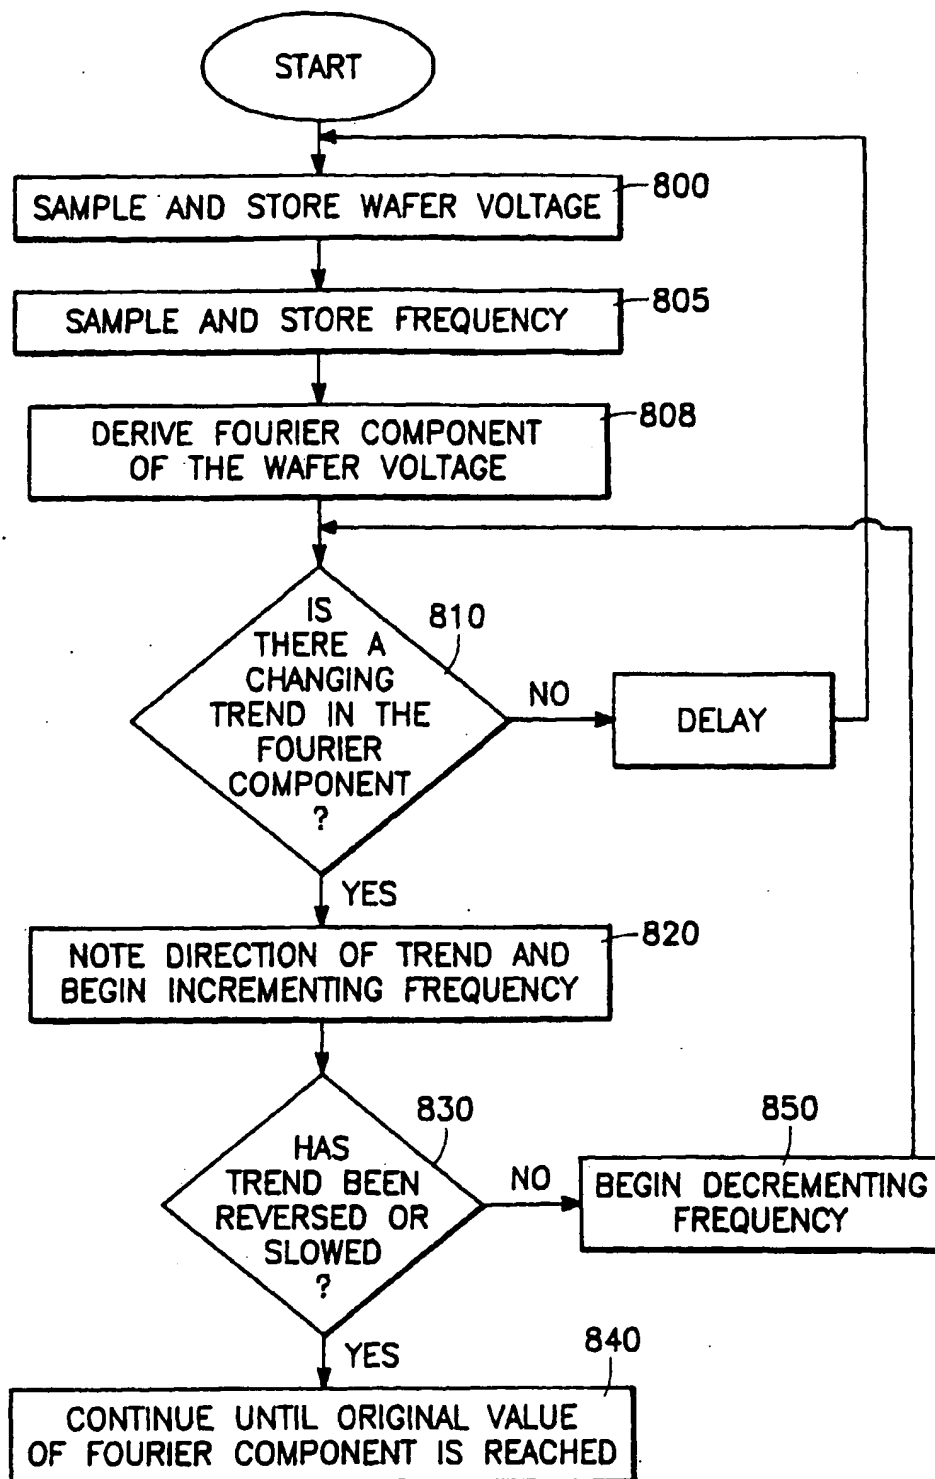 START
SAMPLE AND STORE WAFER VOLTAGE
800
SAMPLE AND STORE FREQUENCY
805
DERIVE FOURIER COMPONENT
OF THE WAFER VOLTAGE
808
IS
THERE A
CHANGING
TREND IN THE
FOURIER
COMPONENT
?
810
NO
DELAY
YES
NOTE DIRECTION OF TREND AND
BEGIN INCREMENTING FREQUENCY
820
HAS
TREND BEEN
REVERSED OR
SLOWED
?
830
NO
850
BEGIN DECREMENTING
FREQUENCY
YES
840
CONTINUE UNTIL ORIGINAL VALUE
OF FOURIER COMPONENT IS REACHED